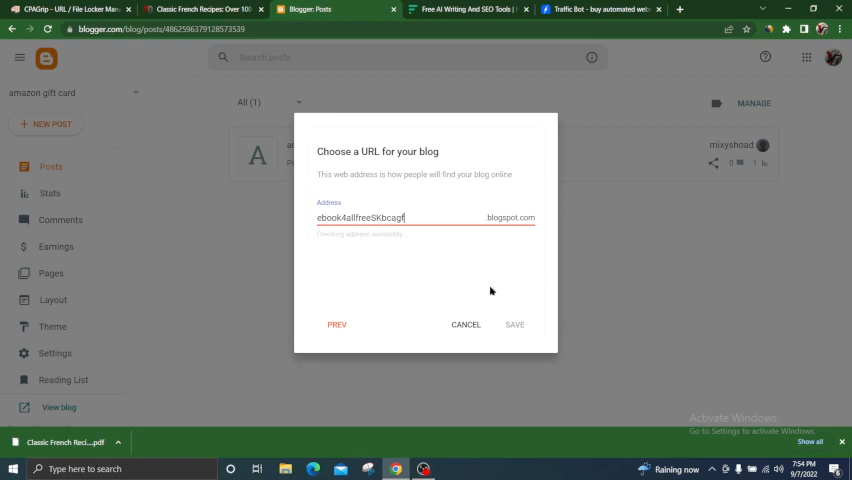 CPAGrip - URL / File Locker Mana
Classic French Recipes: Over 100
Blogger: Posts
Free AI Writing And SEO Tools |
Traffic Bot - buy automated web
blogger.com/blog/posts/4862596379128573539
Search posts
amazon gift card
All (1)
MANAGE
NEW POST
A
mixyshoad
0
1
Posts
Stats
Comments
Earnings
Pages
Layout
Theme
Settings
Reading List
View blog
Choose a URL for your blog
This web address is how people will find your blog online
Address
ebook4allfreeSKbcagf
.blogspot.com
Checking address availability...
PREV
CANCEL
SAVE
Activate Windows
Go to Settings to activate Windows.
Classic French Reci....pdf
Show all
Type here to search
Raining now
7:54 PM
9/7/2022
6